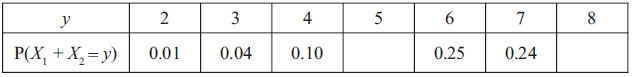 y 2 3 4 5 6 7 8
P(X₁ + X₂ = y) 0.01 0.04 0.10 0.25 0.24